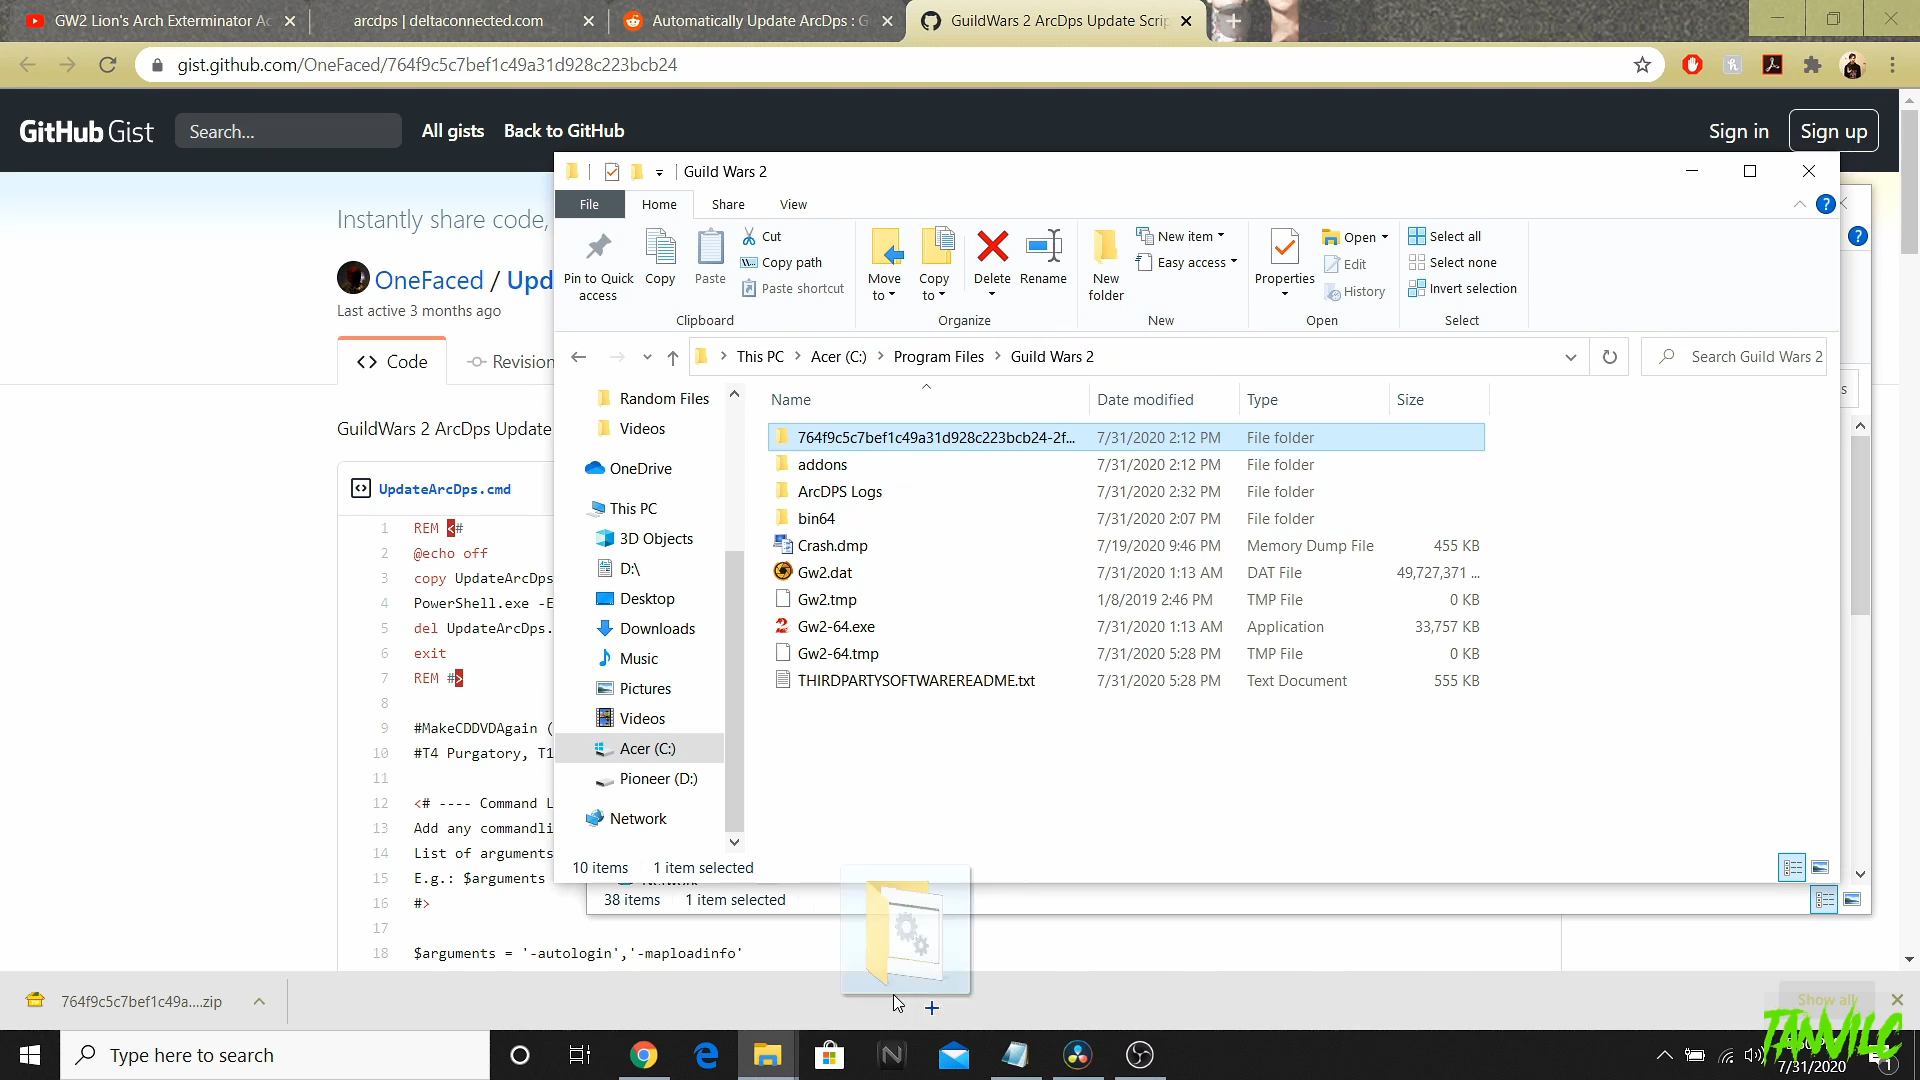 GW2 Lion's Arch Exterminator Ac
arcdps | deltaconnected.com
Automatically Update ArcDps : G
GuildWars 2 ArcDps Update Scrip
gist.github.com/OneFaced/764f9c5c7bef1c49a31d928c223bcb24
GitHub Gist
Search...
All gists
Back to GitHub
Sign in
Sign up
Instantly share code,
OneFaced / Upd
Last active 3 months ago
Code
Revision
GuildWars 2 ArcDps Update
UpdateArcDps.cmd
1 REM <#
2 @echo off
3 copy UpdateArcDps
4 PowerShell.exe -E
5 del UpdateArcDps.
6 exit
7 REM #>
8
9 #MakeCDDVDAgain (
10 #T4 Purgatory, T1
11
12 <# ---- Command L
13 Add any commandli
14 List of arguments
15 E.g.: $arguments
16 #>
17
18 $arguments = '-autologin','-maploadinfo'
Guild Wars 2
File
Home
Share
View
Pin to Quick access
Copy
Paste
Cut
Copy path
Paste shortcut
Clipboard
Move to
Copy to
Delete
Rename
Organize
New folder
New item
Easy access
New
Properties
Open
Edit
History
Open
Select all
Select none
Invert selection
Select
This PC
Acer (C:)
Program Files
Guild Wars 2
Search Guild Wars 2
Random Files
Videos
OneDrive
This PC
3D Objects
D:\
Desktop
Downloads
Music
Pictures
Videos
Acer (C:)
Pioneer (D:)
Network
Name Date modified Type Size
764f9c5c7bef1c49a31d928c223bcb24-2f... 7/31/2020 2:12 PM File folder
addons 7/31/2020 2:12 PM File folder
ArcDPS Logs 7/31/2020 2:32 PM File folder
bin64 7/31/2020 2:07 PM File folder
Crash.dmp 7/19/2020 9:46 PM Memory Dump File 455 KB
Gw2.dat 7/31/2020 1:13 AM DAT File 49,727,371 ...
Gw2.tmp 1/8/2019 2:46 PM TMP File 0 KB
Gw2-64.exe 7/31/2020 1:13 AM Application 33,757 KB
Gw2-64.tmp 7/31/2020 5:28 PM TMP File 0 KB
THIRDPARTYSOFTWAREREADME.txt 7/31/2020 5:28 PM Text Document 555 KB
10 items 1 item selected
38 items 1 item selected
764f9c5c7bef1c49a....zip
Show all
Type here to search
TANVILC
7/31/2020
1